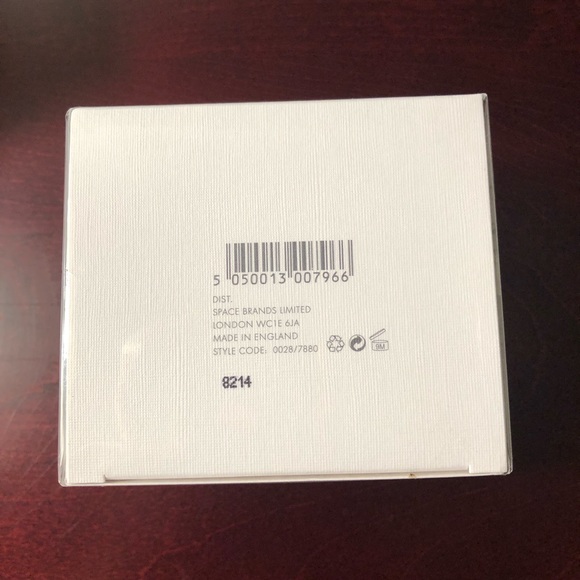 5 050013 007966
DIST.
SPACE BRANDS LIMITED
LONDON WC1E 6JA
MADE IN ENGLAND
STYLE CODE: 0028/7880
8214